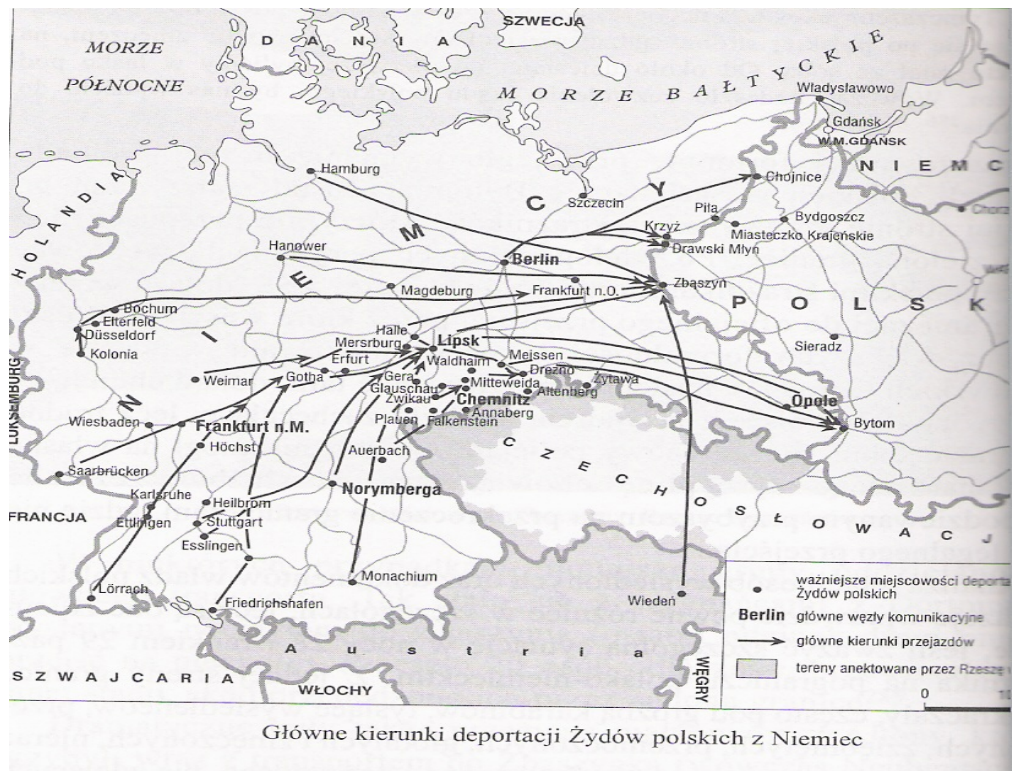 SZWECJA
MORZE
PÓŁNOCNE
D A N I A
M O R Z E B A Ł T Y C K E
Władysławowo
Gdańsk
W.M.GDAŃSK
N I E M C
Hamburg
Szczecin
Chojnice
Piła
Bydgoszcz
Krzyż
Miasteczko Krajeńskie
Drawski Młyn
H O L A N D I A
N I E M C Y
Hanower
Berlin
Magdeburg
Frankfurt n.O.
Zbąszyń
P O L S K
Bochum
Elterfeld
Düsseldorf
Kolonia
Halle
Mersrburg
Lipsk
Erfurt
Waldhaim
Meissen
Drezno
Sieradz
Weimar
Gotha
Gera
Glauschau
Mitteweida
Żytawa
Zwikau
Chemnitz
Altenberg
LUKSEMBURG
Wiesbaden
Frankfurt n.M.
Plauen
Falkenstein
Annaberg
Opole
Bytom
Höchst
Auerbach
Saarbrücken
Karlsruhe
Heilbrom
Norymberga
C Z E C H O S Ł O W A C J
FRANCJA
Ettlingen
Stuttgart
Esslingen
Lörrach
Monachium
Friedrichshafen
Wiedeń
A u s t r i a
WĘGRY
S Z W A J C A R I A
WŁOCHY
ważniejsze miejscowości deporta
Żydów polskich
Berlin główne węzły komunikacyjne
główne kierunki przejazdów
tereny anektowane przez Rzeszę
0 10
Główne kierunki deportacji Żydów polskich z Niemiec